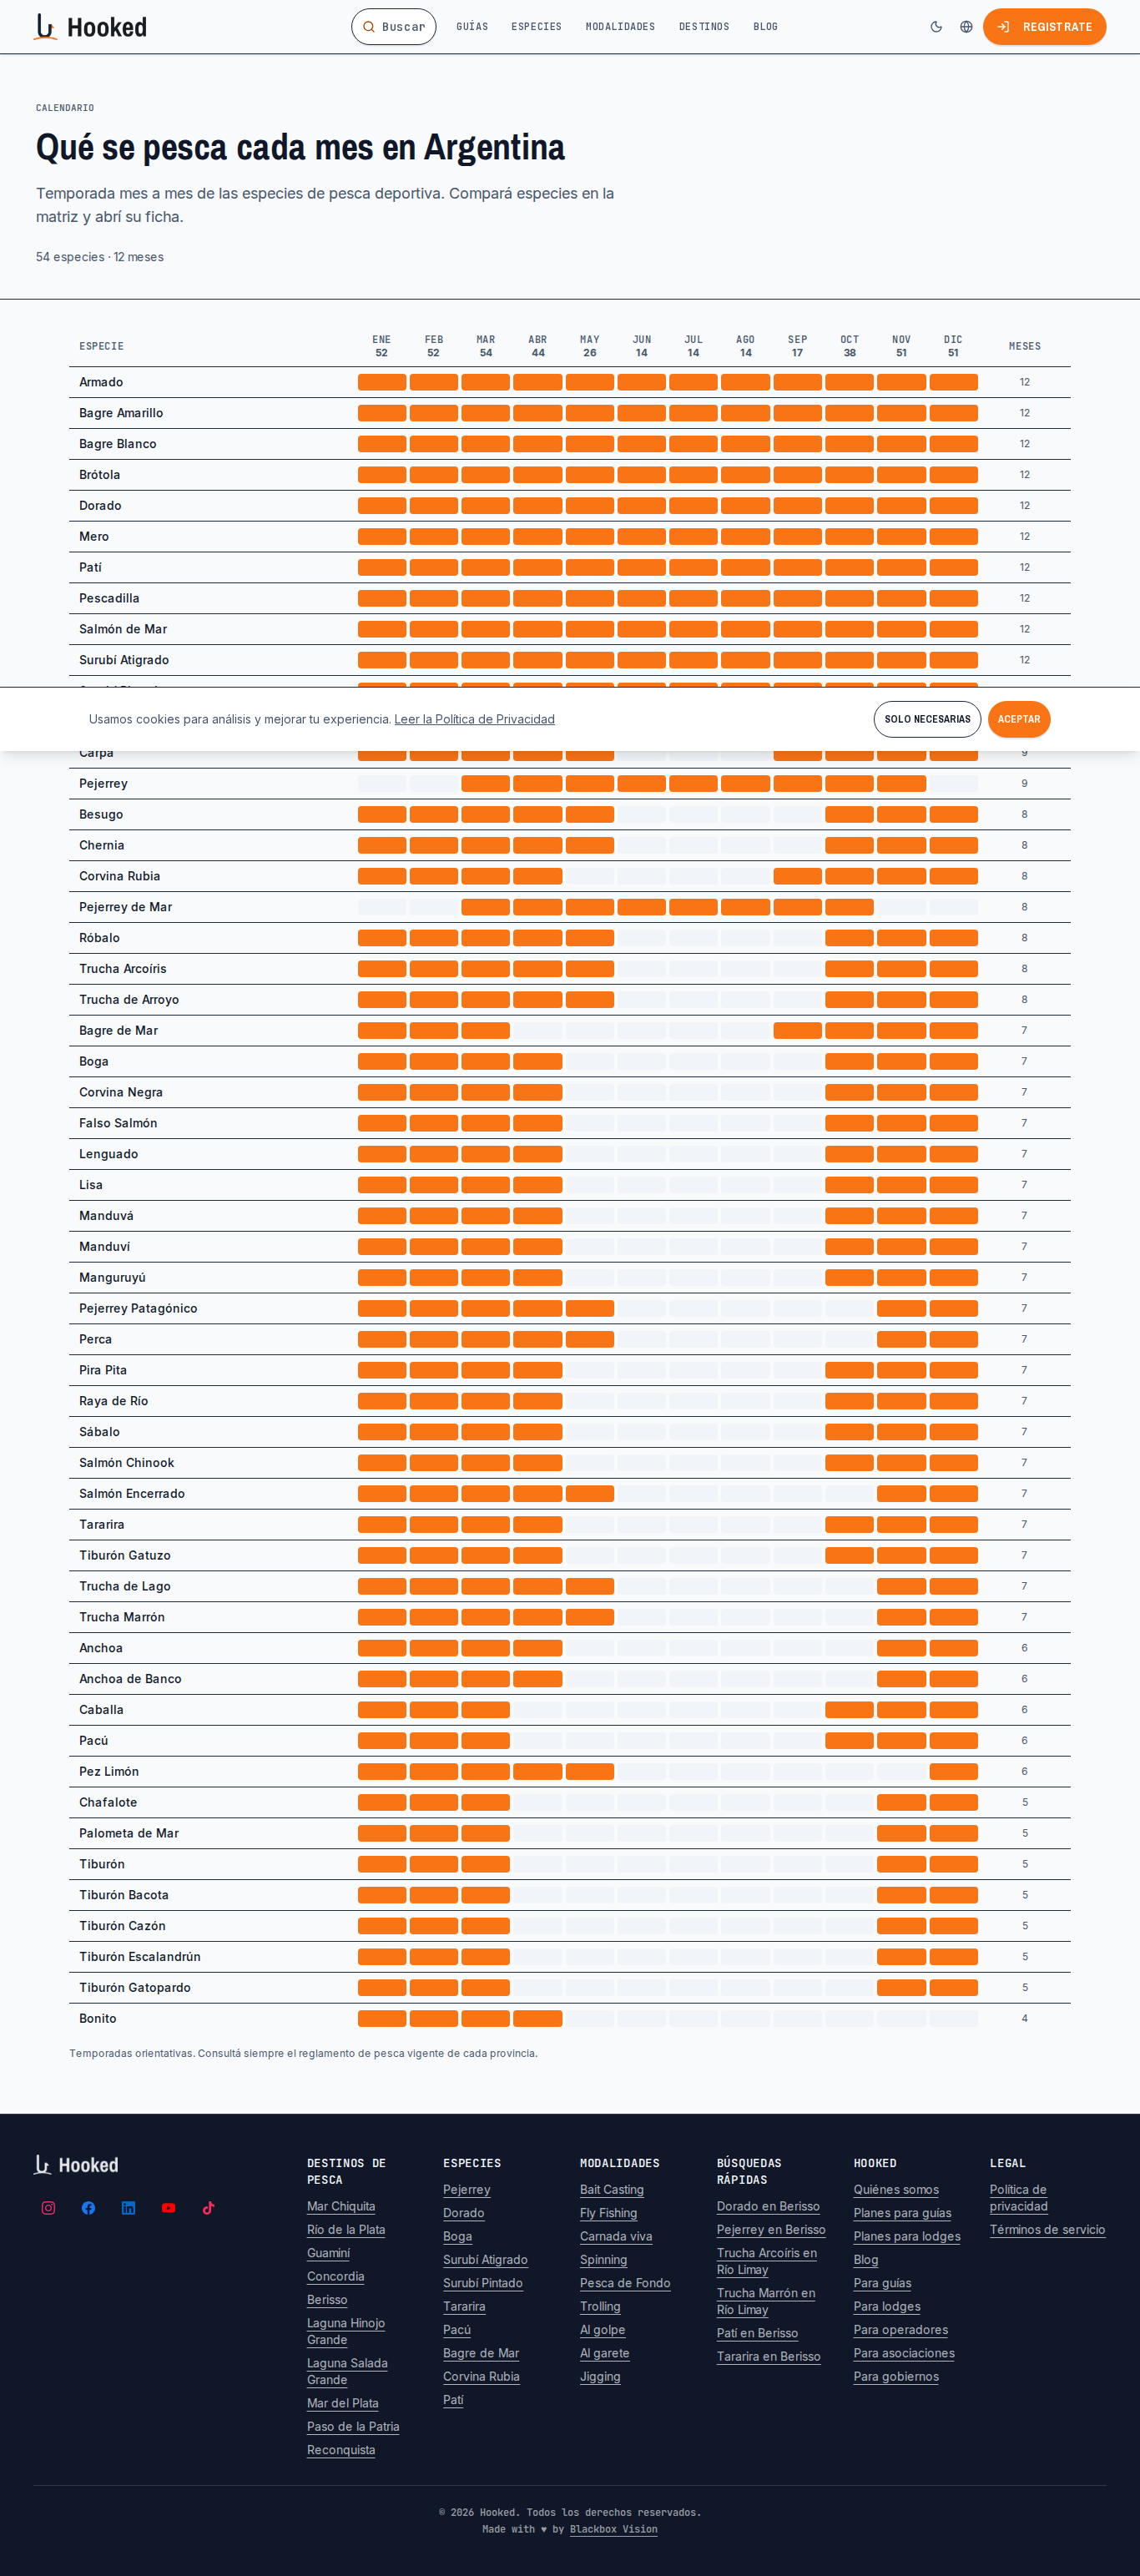 Hooked
Buscar
GUÍAS
ESPECIES
MODALIDADES
DESTINOS
BLOG
REGISTRATE
CALENDARIO
Qué se pesca cada mes en Argentina
Temporada mes a mes de las especies de pesca deportiva. Compará especies en la
matriz y abrí su ficha.
54 especies · 12 meses
ESPECIE ENE FEB MAR ABR MAY JUN JUL AGO SEP OCT NOV DIC MESES
52 52 54 44 26 14 14 14 17 38 51 51
Armado 12
Bagre Amarillo 12
Bagre Blanco 12
Brótola 12
Dorado 12
Mero 12
Patí 12
Pescadilla 12
Salmón de Mar 12
Surubí Atigrado 12
Usamos cookies para análisis y mejorar tu experiencia. Leer la Política de Privacidad
SOLO NECESARIAS
ACEPTAR
Carpa 9
Pejerrey 9
Besugo 8
Chernia 8
Corvina Rubia 8
Pejerrey de Mar 8
Róbalo 8
Trucha Arcoíris 8
Trucha de Arroyo 8
Bagre de Mar 7
Boga 7
Corvina Negra 7
Falso Salmón 7
Lenguado 7
Lisa 7
Manduvá 7
Manduví 7
Manguruyú 7
Pejerrey Patagónico 7
Perca 7
Pira Pita 7
Raya de Río 7
Sábalo 7
Salmón Chinook 7
Salmón Encerrado 7
Tararira 7
Tiburón Gatuzo 7
Trucha de Lago 7
Trucha Marrón 7
Anchoa 6
Anchoa de Banco 6
Caballa 6
Pacú 6
Pez Limón 6
Chafalote 5
Palometa de Mar 5
Tiburón 5
Tiburón Bacota 5
Tiburón Cazón 5
Tiburón Escalandrún 5
Tiburón Gatopardo 5
Bonito 4
Temporadas orientativas. Consultá siempre el reglamento de pesca vigente de cada provincia.
Hooked
DESTINOS DE
PESCA
Mar Chiquita
Río de la Plata
Guaminí
Concordia
Berisso
Laguna Hinojo
Grande
Laguna Salada
Grande
Mar del Plata
Paso de la Patria
Reconquista
ESPECIES
Pejerrey
Dorado
Boga
Surubí Atigrado
Surubí Pintado
Tararira
Pacú
Bagre de Mar
Corvina Rubia
Patí
MODALIDADES
Bait Casting
Fly Fishing
Carnada viva
Spinning
Pesca de Fondo
Trolling
Al golpe
Al garete
Jigging
BÚSQUEDAS
RÁPIDAS
Dorado en Berisso
Pejerrey en Berisso
Trucha Arcoíris en
Río Limay
Trucha Marrón en
Río Limay
Patí en Berisso
Tararira en Berisso
HOOKED
Quiénes somos
Planes para guías
Planes para lodges
Blog
Para guías
Para lodges
Para operadores
Para asociaciones
Para gobiernos
LEGAL
Política de
privacidad
Términos de servicio
© 2026 Hooked. Todos los derechos reservados.
Made with ♥ by Blackbox Vision